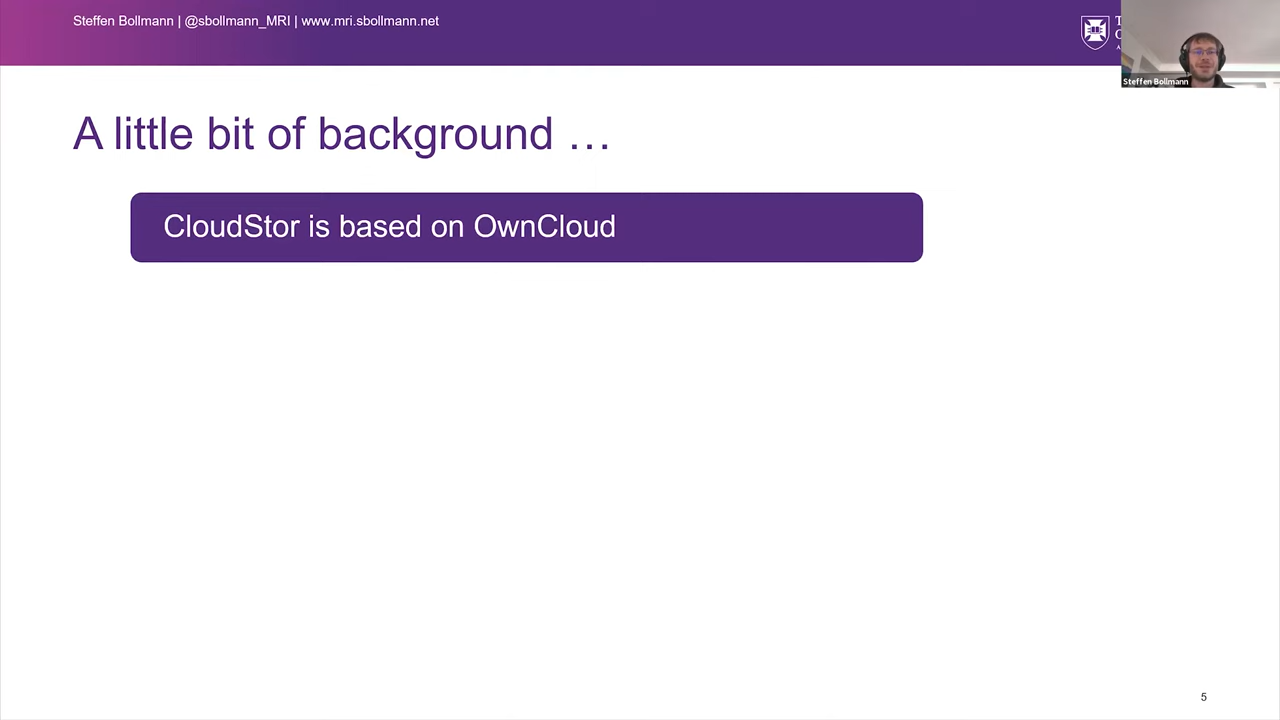 Steffen Bollmann | @sbollmann_MRI | www.mri.sbollmann.net
Steffen Bollmann
A little bit of background …
CloudStor is based on OwnCloud
5